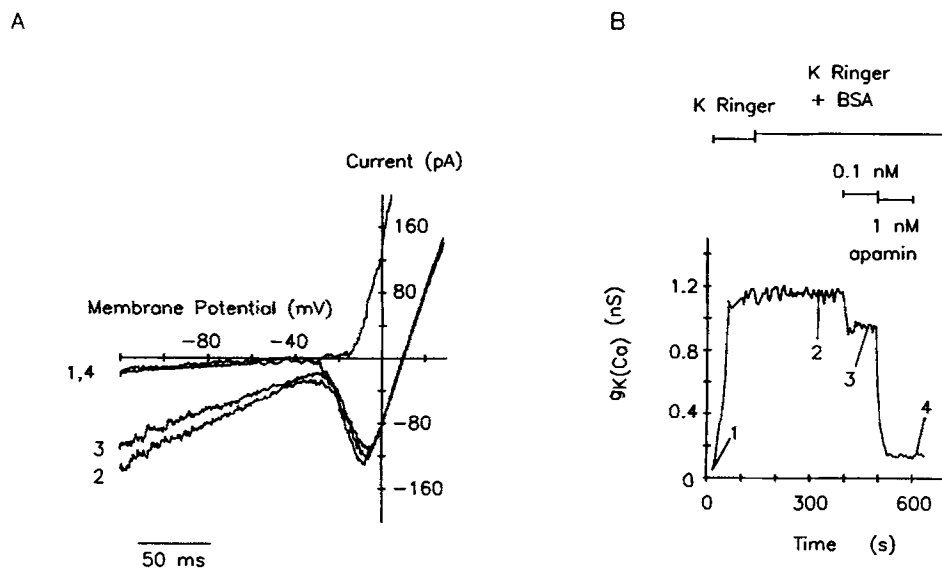 A
Current (pA)
160
80
Membrane Potential (mV)
−80
−40
1,4
3
2
−80
−160
50 ms
B
K Ringer
+ BSA
K Ringer
0.1 nM
1 nM
apamin
gK(Ca) (nS)
1.2
0.8
0.4
0
1
2
3
4
0
300
600
Time (s)